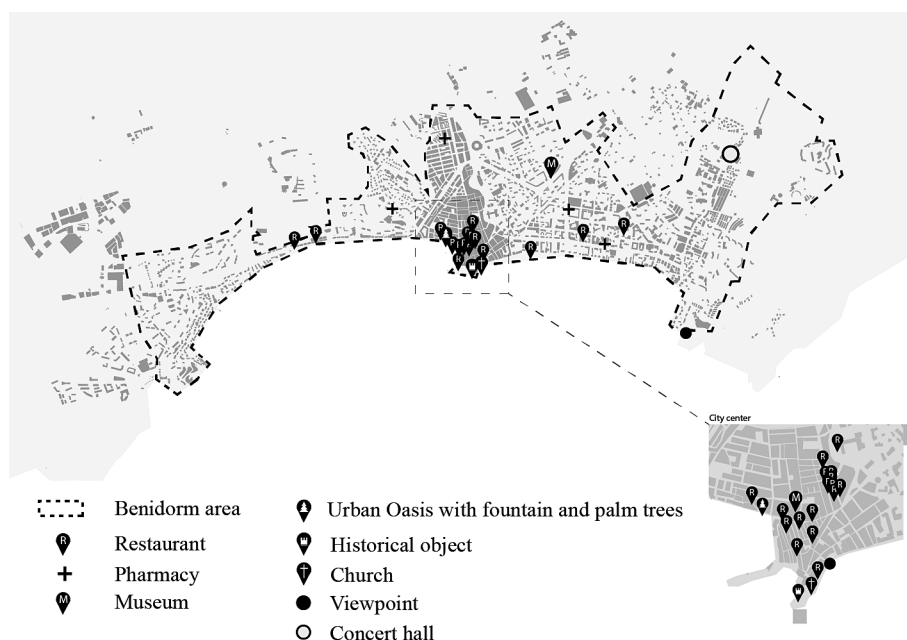 City center
Benidorm area
Restaurant
Pharmacy
Museum
Urban Oasis with fountain and palm trees
Historical object
Church
Viewpoint
Concert hall
R
M